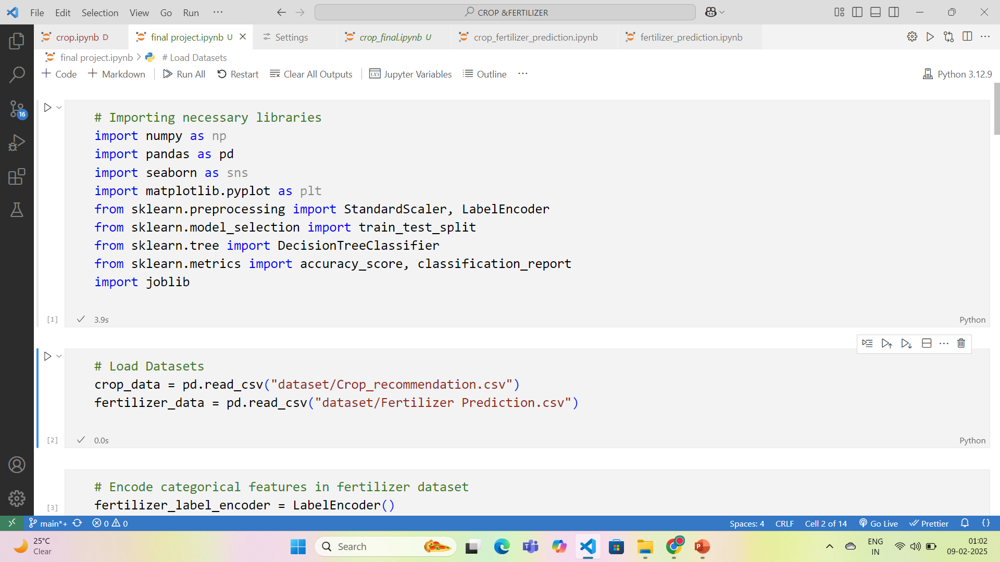 File Edit Selection View Go Run ··· CROP &FERTILIZER
crop.ipynb D final project.ipynb U Settings crop_final.ipynb U crop_fertilizer_prediction.ipynb fertilizer_prediction.ipynb
final project.ipynb > # Load Datasets
+ Code + Markdown Run All Restart Clear All Outputs Jupyter Variables Outline ··· Python 3.12.9
# Importing necessary libraries
import numpy as np
import pandas as pd
import seaborn as sns
import matplotlib.pyplot as plt
from sklearn.preprocessing import StandardScaler, LabelEncoder
from sklearn.model_selection import train_test_split
from sklearn.tree import DecisionTreeClassifier
from sklearn.metrics import accuracy_score, classification_report
import joblib
[1] 3.9s Python
# Load Datasets
crop_data = pd.read_csv("dataset/Crop_recommendation.csv")
fertilizer_data = pd.read_csv("dataset/Fertilizer Prediction.csv")
[2] 0.0s Python
# Encode categorical features in fertilizer dataset
[3] fertilizer_label_encoder = LabelEncoder()
16
main*+ 0 0 Spaces: 4 CRLF Cell 2 of 14 Go Live Prettier {}
25°C
Clear
Search
ENG
IN
01:02
09-02-2025